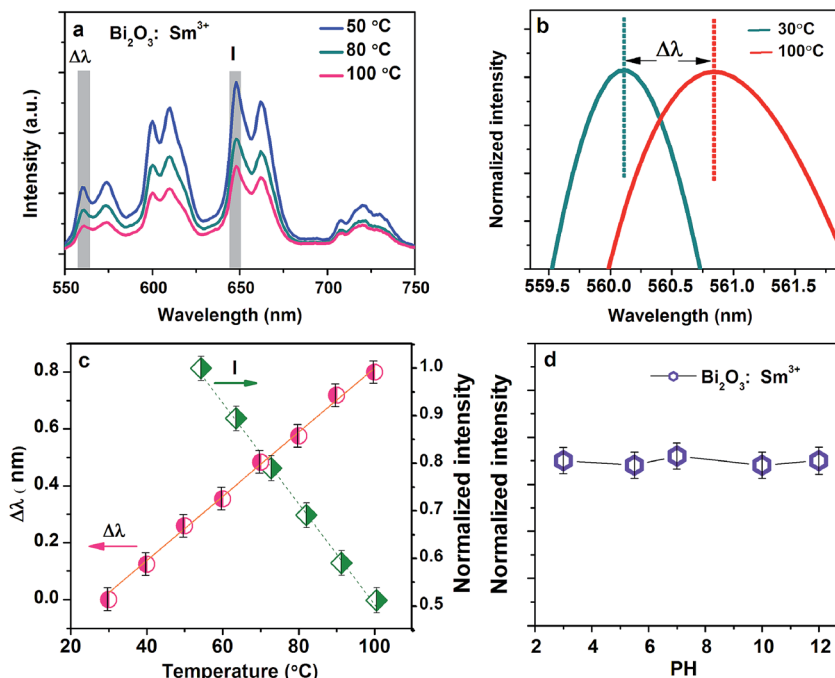 a
Bi₂O₃: Sm³⁺
Δλ
I
50 °C
80 °C
100 °C
Intensity (a.u.)
550 600 650 700 750
Wavelength (nm)
b
30°C
100°C
Δλ
Normalized intensity
559.5 560.0 560.5 561.0 561.5
Wavelength (nm)
c
I
Δλ
Δλ ( nm)
0.8
0.6
0.4
0.2
0.0
1.0
0.9
0.8
0.7
0.6
0.5
Normalized intensity
20 40 60 80 100
Temperature (°C)
d
Bi₂O₃: Sm³⁺
Normalized intensity
2 4 6 8 10 12
PH